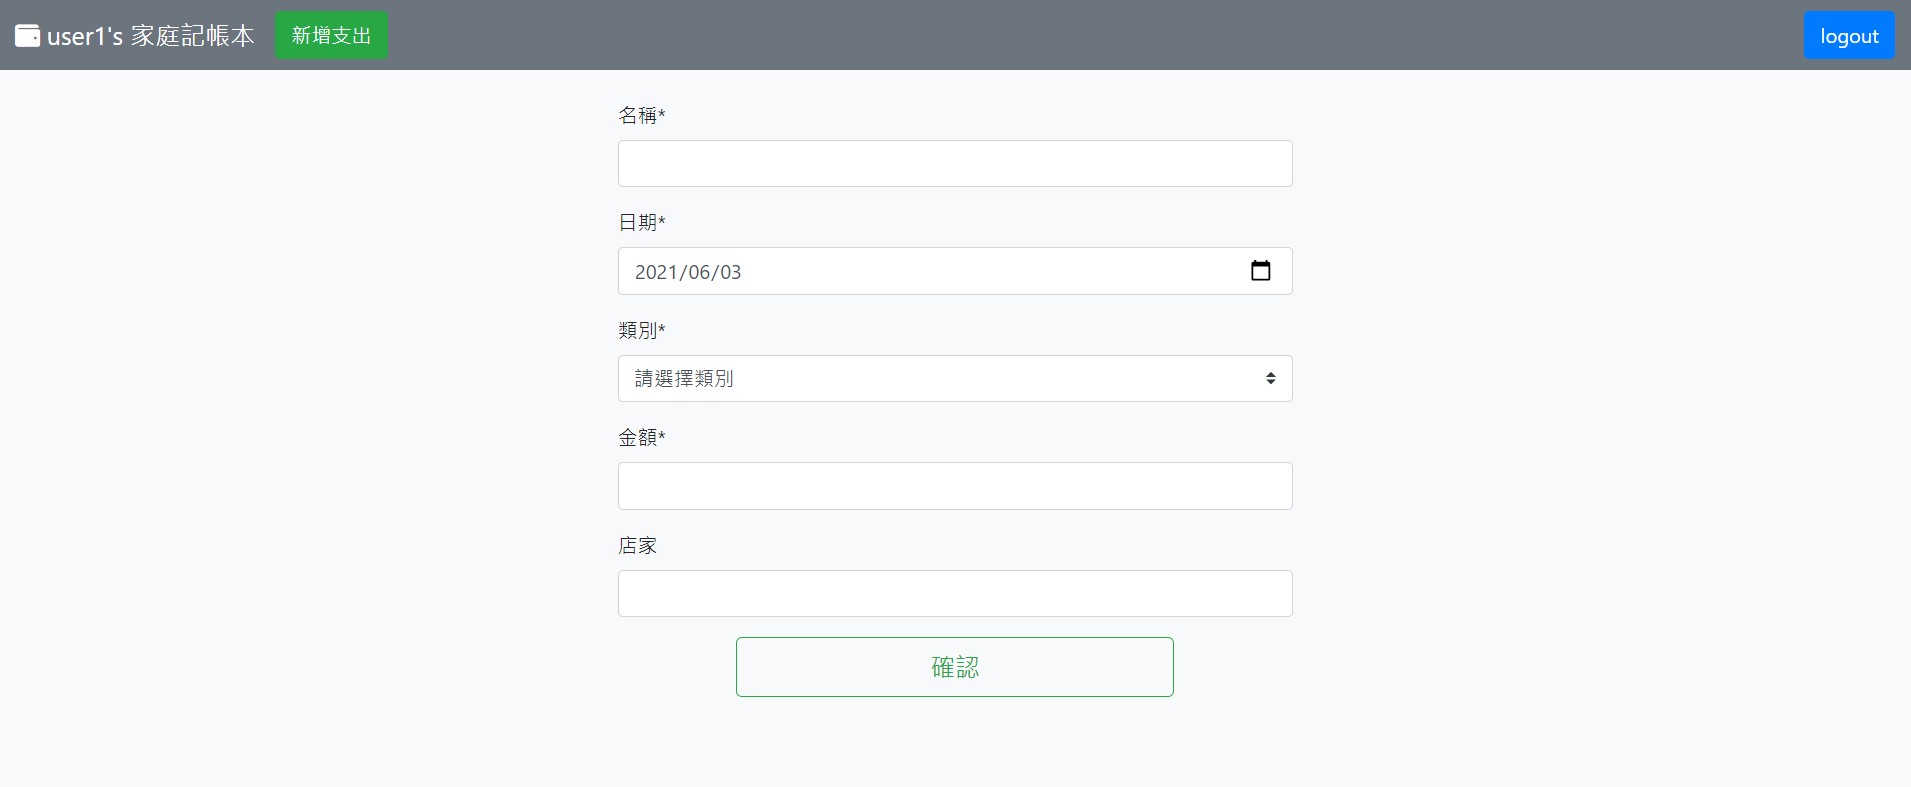 user1's 家庭記帳本 新增支出 logout
名稱*
日期*
2021/06/03
類別*
請選擇類別
金額*
店家
確認